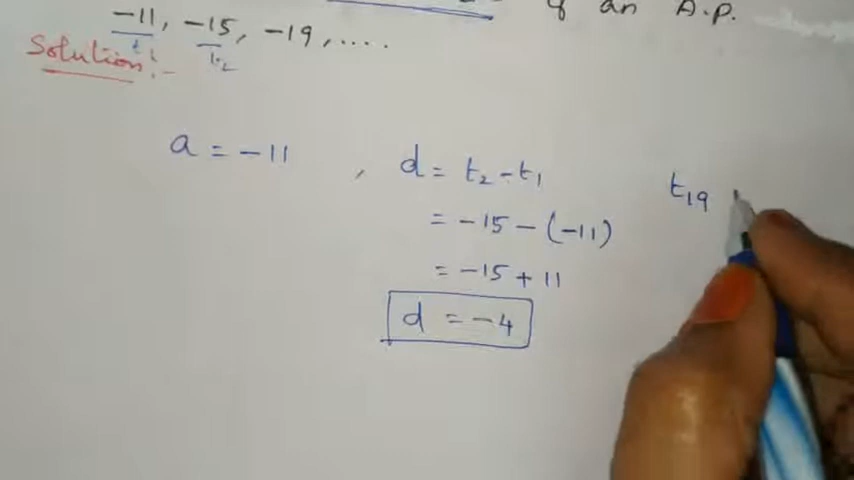 of an A.P.
-11, -15, -19, ....
t₁ t₂
Solution:-
a = -11 , d = t₂ - t₁
t₁₉
= -15 - (-11)
= -15 + 11
d = -4